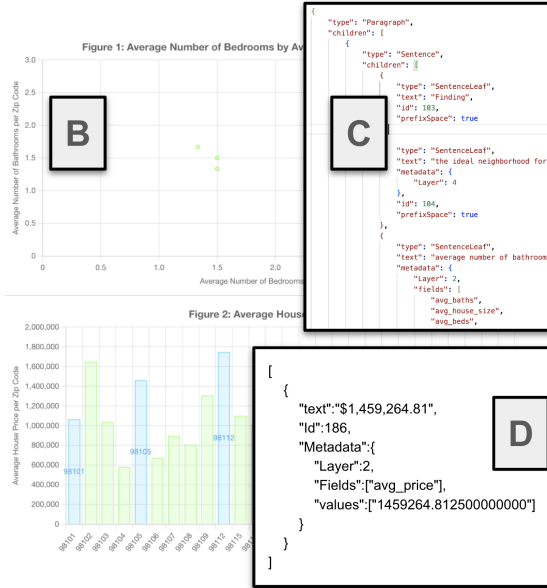 Figure 1: Average Number of Bedrooms by Av
Average Number of Bathrooms per Zip Code
3.0
2.5
2.0
1.5
1.0
0.5
0
0
0.5
1.0
1.5
2.0
Average Number of Bedrooms
B
{
"type": "Paragraph",
"children": [
{
"type": "Sentence",
"children": [
{
"type": "SentenceLeaf",
"text": "Finding",
"id": 103,
"prefixSpace": true
"type": "SentenceLeaf",
"text": "the ideal neighborhood for
"metadata": {
"Layer": 4
},
"id": 104,
"prefixSpace": true
},
{
"type": "SentenceLeaf",
"text": "average number of bathroom
"metadata": {
"Layer": 2,
"fields": [
"avg_baths",
"avg_house_size",
"avg_beds",
C
Figure 2: Average Hous
Average House Price per Zip Code
2,000,000
1,800,000
1,600,000
1,400,000
1,200,000
1,000,000
800,000
600,000
400,000
200,000
0
98101
98105
98112
98101
98102
98103
98104
98105
98106
98107
98108
98109
98112
98115
[
{
"text":"$1,459,264.81",
"Id":186,
"Metadata":{
"Layer":2,
"Fields":["avg_price"],
"values":["1459264.812500000000"]
}
}
]
D